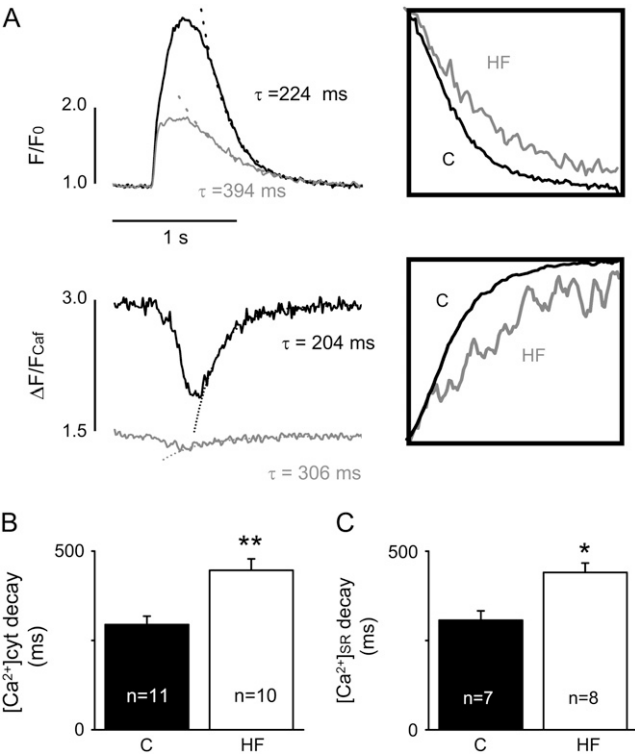 A
F/F0
2.0
1.0
τ =224 ms
τ =394 ms
1 s
HF
C
ΔF/FCaf
3.0
1.5
τ = 204 ms
τ = 306 ms
C
HF
B
[Ca²⁺]cyt decay
(ms)
500
0
**
n=11
n=10
C
HF
C
[Ca²⁺]SR decay
(ms)
500
0
*
n=7
n=8
C
HF